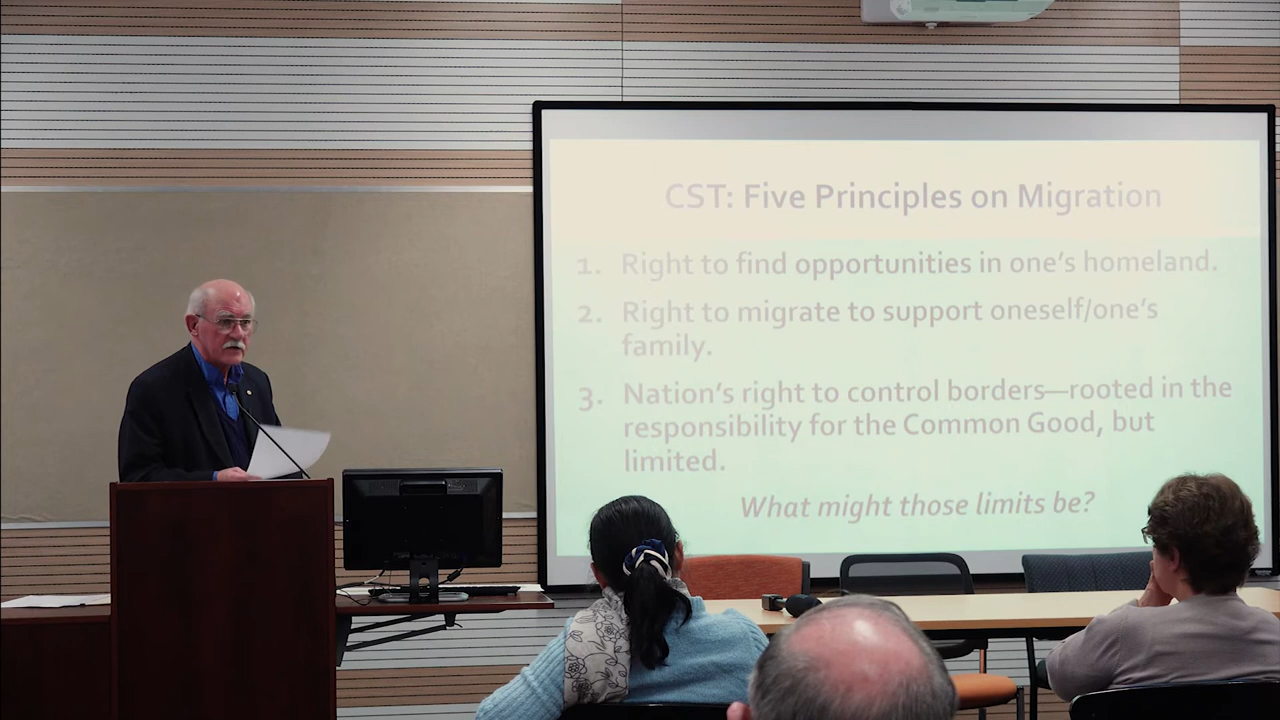 CST: Five Principles on Migration
1. Right to find opportunities in one's homeland.
2. Right to migrate to support oneself/one's
family.
3. Nation's right to control borders—rooted in the
responsibility for the Common Good, but
limited.
What might those limits be?